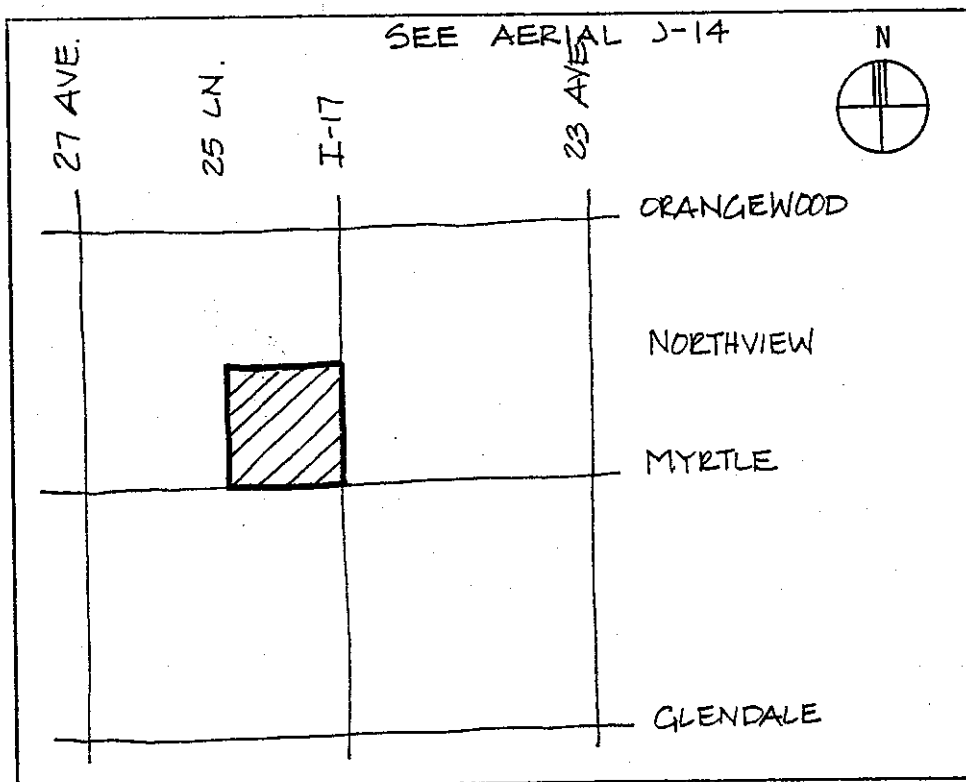 SEE AERIAL J-14
N
27 AVE.
25 LN.
I-17
23 AVE
ORANGEWOOD
NORTHVIEW
MYRTLE
GLENDALE